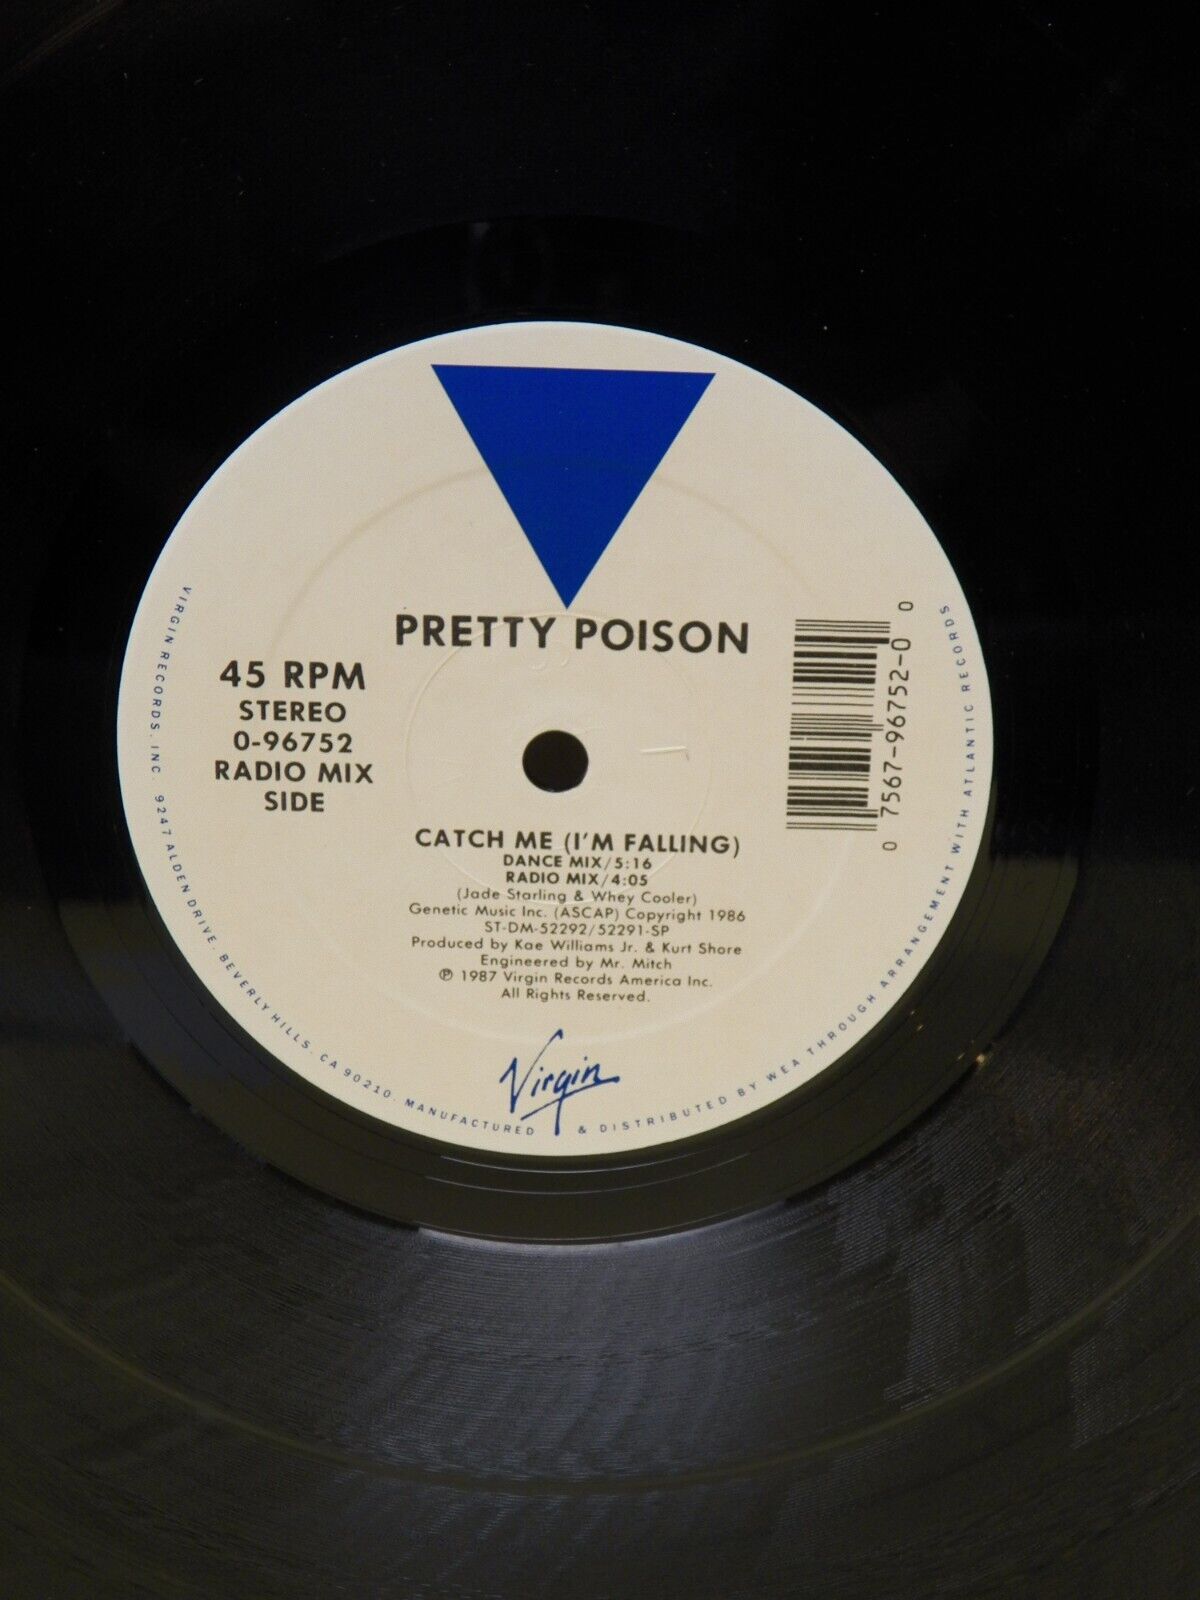 PRETTY POISON
45 RPM
STEREO
0-96752
RADIO MIX
SIDE
0 7567-96752-0 0
CATCH ME (I'M FALLING)
DANCE MIX/5:16
RADIO MIX/4:05
(Jade Starling & Whey Cooler)
Genetic Music Inc. (ASCAP) Copyright 1986
ST-DM-52292/52291-SP
Produced by Kae Williams Jr. & Kurt Shore
Engineered by Mr. Mitch
℗ 1987 Virgin Records America Inc.
All Rights Reserved.
Virgin
VIRGIN RECORDS, INC. 9247 ALDEN DRIVE, BEVERLY HILLS, CA 90210. MANUFACTURED & DISTRIBUTED BY WEA THROUGH ARRANGEMENT WITH ATLANTIC RECORDS